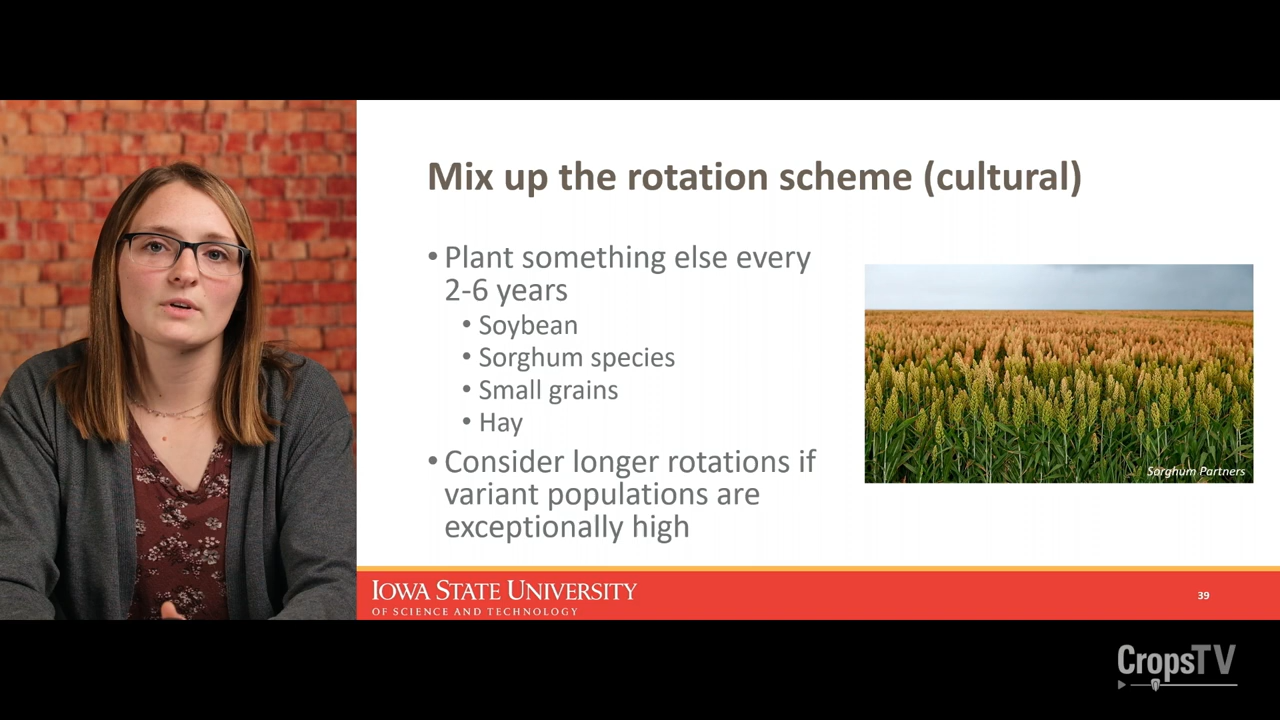 Mix up the rotation scheme (cultural)
• Plant something else every
2-6 years
• Soybean
• Sorghum species
• Small grains
• Hay
• Consider longer rotations if
variant populations are
exceptionally high
Sorghum Partners
IOWA STATE UNIVERSITY
OF SCIENCE AND TECHNOLOGY
39
CropsTV